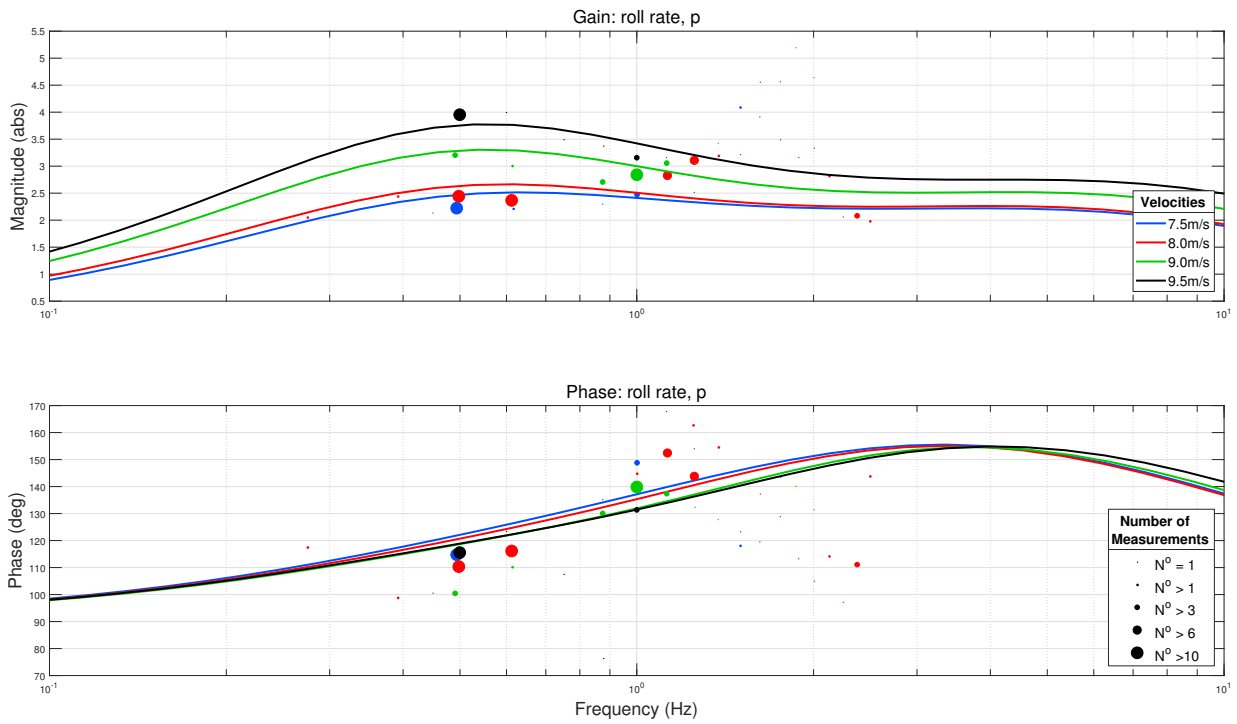 Gain: roll rate, p
Magnitude (abs)
5.5
5
4.5
4
3.5
3
2.5
2
1.5
1
0.5
10⁻¹
10⁰
10¹
Velocities
7.5m/s
8.0m/s
9.0m/s
9.5m/s
Phase: roll rate, p
Phase (deg)
170
160
150
140
130
120
110
100
90
80
70
10⁻¹
10⁰
10¹
Number of
Measurements
Nº = 1
Nº > 1
Nº > 3
Nº > 6
Nº >10
Frequency (Hz)